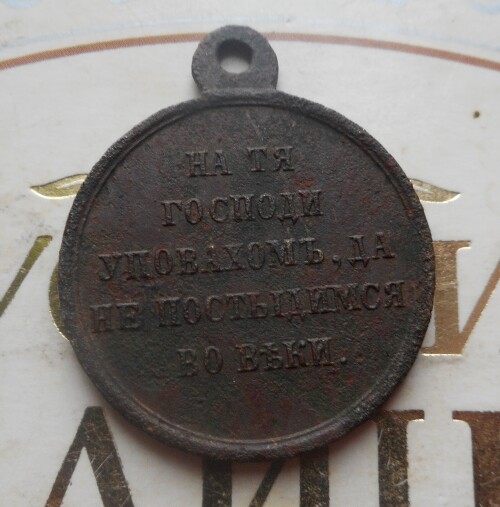 НА ТЯ
ГОСПОДИ
УПОВАХОМЪ, ДА
НЕ ПОСТЫДИМСЯ
ВО ВѢКИ.